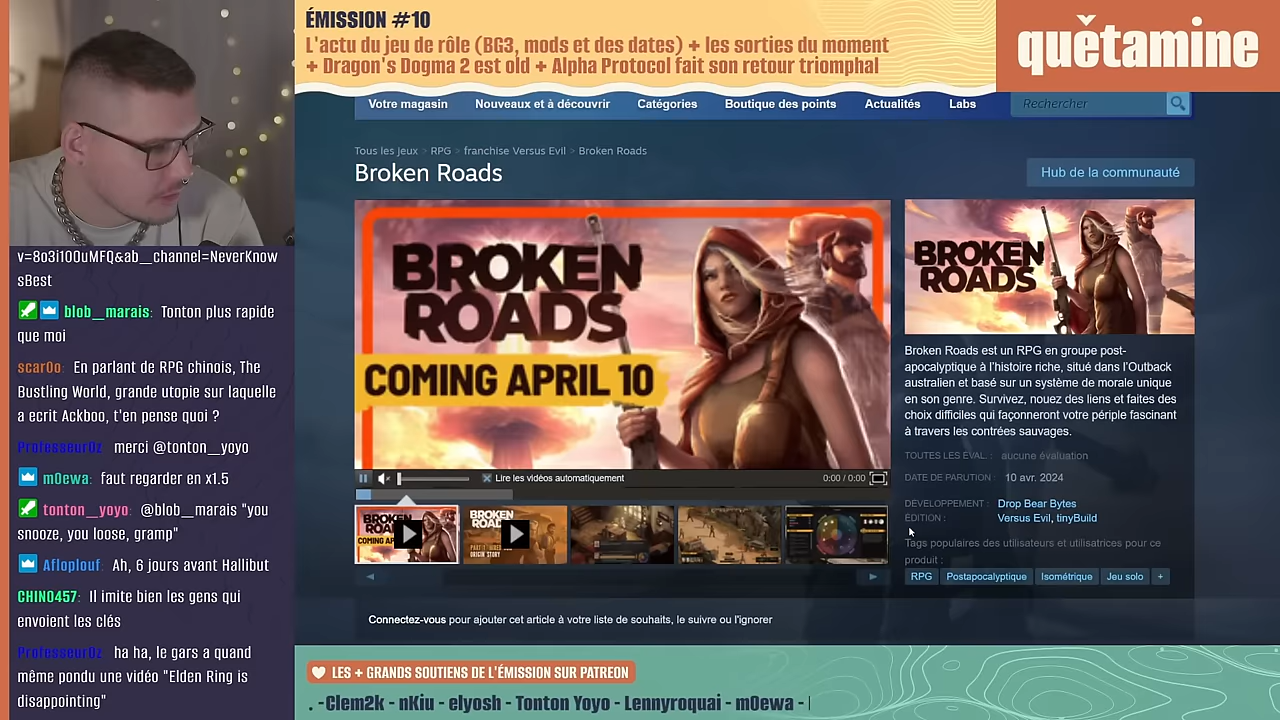 ÉMISSION #10
L'actu du jeu de rôle (BG3, mods et des dates) + les sorties du moment
+ Dragon's Dogma 2 est old + Alpha Protocol fait son retour triomphal
quětamine
Votre magasin Nouveaux et à découvrir Catégories Boutique des points Actualités Labs Rechercher
Tous les jeux > RPG > franchise Versus Evil > Broken Roads
Broken Roads
Hub de la communauté
BROKEN
ROADS
COMING APRIL 10
Lire les vidéos automatiquement
0:00 / 0:00
BROKEN
ROADS
Broken Roads est un RPG en groupe post-
apocalyptique à l'histoire riche, situé dans l'Outback
australien et basé sur un système de morale unique
en son genre. Survivez, nouez des liens et faites des
choix difficiles qui façonneront votre périple fascinant
à travers les contrées sauvages.
TOUTES LES ÉVAL. : aucune évaluation
DATE DE PARUTION : 10 avr. 2024
DÉVELOPPEMENT : Drop Bear Bytes
ÉDITION : Versus Evil, tinyBuild
Tags populaires des utilisateurs et utilisatrices pour ce
produit :
RPG Postapocalyptique Isométrique Jeu solo +
Connectez-vous pour ajouter cet article à votre liste de souhaits, le suivre ou l'ignorer
v=8o3i10OuMFQ&ab_channel=NeverKnow
sBest
blob_marais: Tonton plus rapide
que moi
scar0o: En parlant de RPG chinois, The
Bustling World, grande utopie sur laquelle
a ecrit Ackboo, t'en pense quoi ?
ProfesseurOz: merci @tonton_yoyo
m0ewa: faut regarder en x1.5
tonton_yoyo: @blob_marais "you
snooze, you loose, granp"
Afloplouf: Ah, 6 jours avant Hallibut
CHINO457: Il imite bien les gens qui
envoient les clés
ProfesseurOz: ha ha, le gars a quand
même pondu une vidéo "Elden Ring is
disappointing"
LES + GRANDS SOUTIENS DE L'ÉMISSION SUR PATREON
. -Clem2k - nKiu - elyosh - Tonton Yoyo - Lennyroquai - m0ewa -